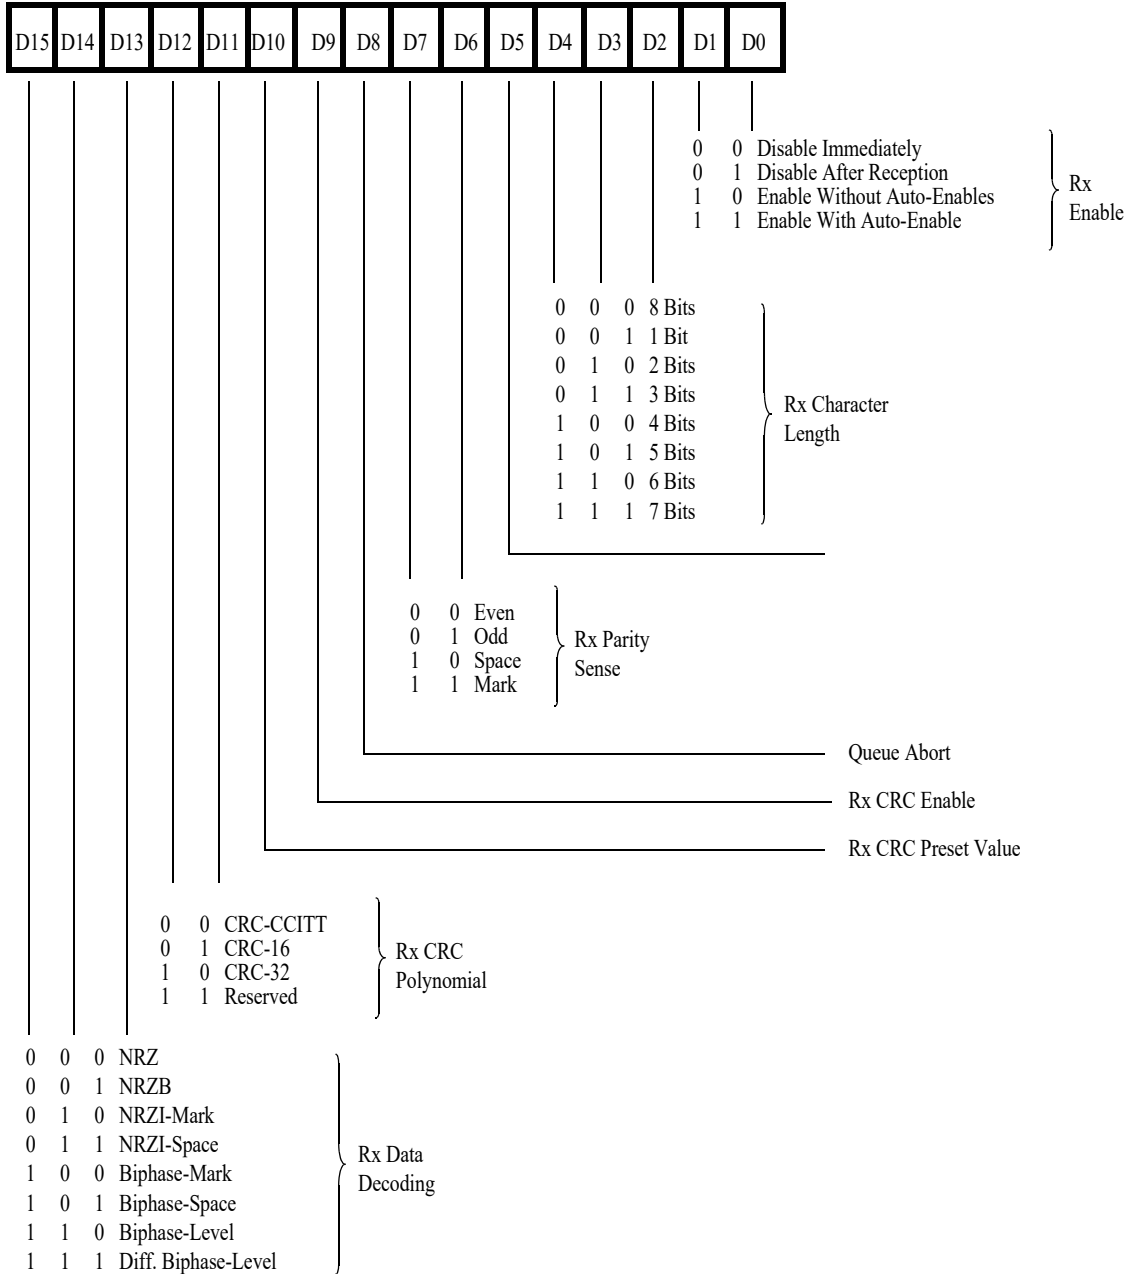 D15 D14 D13 D12 D11 D10 D9 D8 D7 D6 D5 D4 D3 D2 D1 D0
0 0 Disable Immediately
0 1 Disable After Reception
1 0 Enable Without Auto-Enables
1 1 Enable With Auto-Enable
Rx
Enable
0 0 0 8 Bits
0 0 1 1 Bit
0 1 0 2 Bits
0 1 1 3 Bits
1 0 0 4 Bits
1 0 1 5 Bits
1 1 0 6 Bits
1 1 1 7 Bits
Rx Character
Length
0 0 Even
0 1 Odd
1 0 Space
1 1 Mark
Rx Parity
Sense
Queue Abort
Rx CRC Enable
Rx CRC Preset Value
0 0 CRC-CCITT
0 1 CRC-16
1 0 CRC-32
1 1 Reserved
Rx CRC
Polynomial
0 0 0 NRZ
0 0 1 NRZB
0 1 0 NRZI-Mark
0 1 1 NRZI-Space
1 0 0 Biphase-Mark
1 0 1 Biphase-Space
1 1 0 Biphase-Level
1 1 1 Diff. Biphase-Level
Rx Data
Decoding